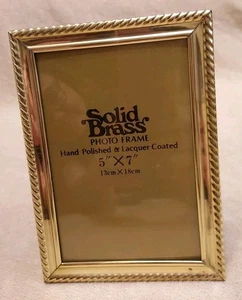 Solid
Brass
PHOTO FRAME
Hand Polished & Lacquer Coated
5" X 7"
13cm X 18cm